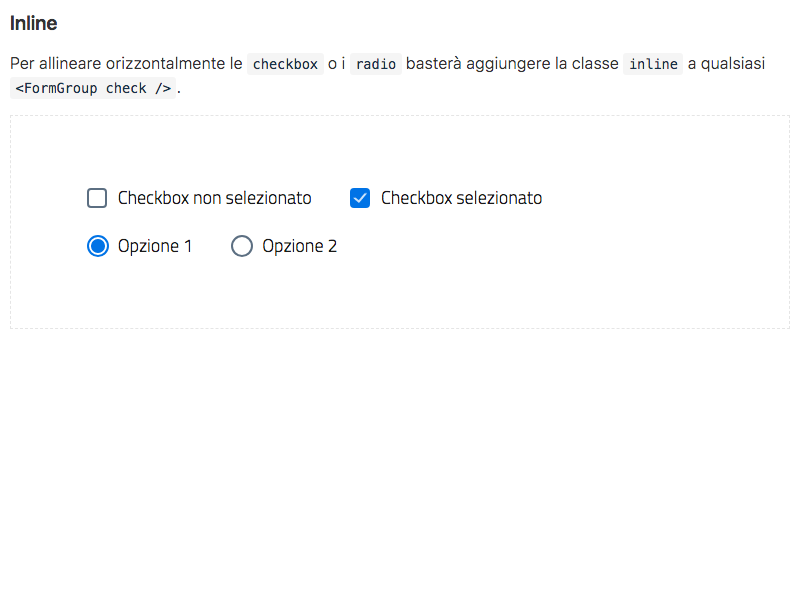 Inline
Per allineare orizzontalmente le checkbox o i radio basterà aggiungere la classe inline a qualsiasi
<FormGroup check />.
Checkbox non selezionato Checkbox selezionato
Opzione 1 Opzione 2